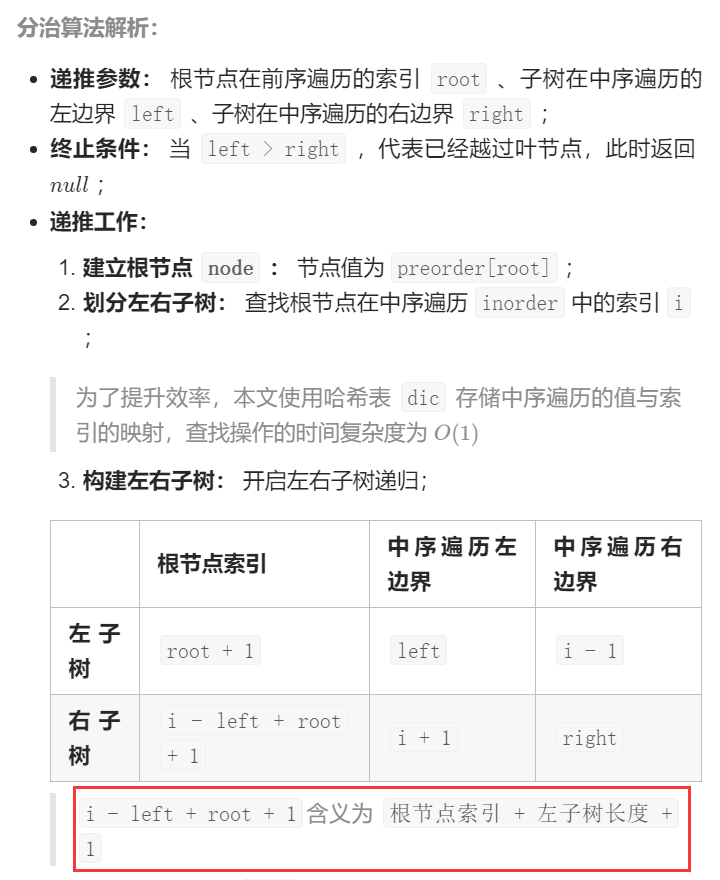 分治算法解析：
• 递推参数： 根节点在前序遍历的索引 root 、子树在中序遍历的
左边界 left 、子树在中序遍历的右边界 right ；
• 终止条件： 当 left > right ，代表已经越过叶节点，此时返回
null ；
• 递推工作：
1. 建立根节点 node ： 节点值为 preorder[root] ；
2. 划分左右子树： 查找根节点在中序遍历 inorder 中的索引 i
；
为了提升效率，本文使用哈希表 dic 存储中序遍历的值与索
引的映射，查找操作的时间复杂度为 O(1)
3. 构建左右子树： 开启左右子树递归；
根节点索引 中序遍历左 中序遍历右
边界 边界
左子 root + 1 left i - 1
树
右子 i - left + root i + 1 right
树 + 1
i - left + root + 1 含义为 根节点索引 + 左子树长度 +
1